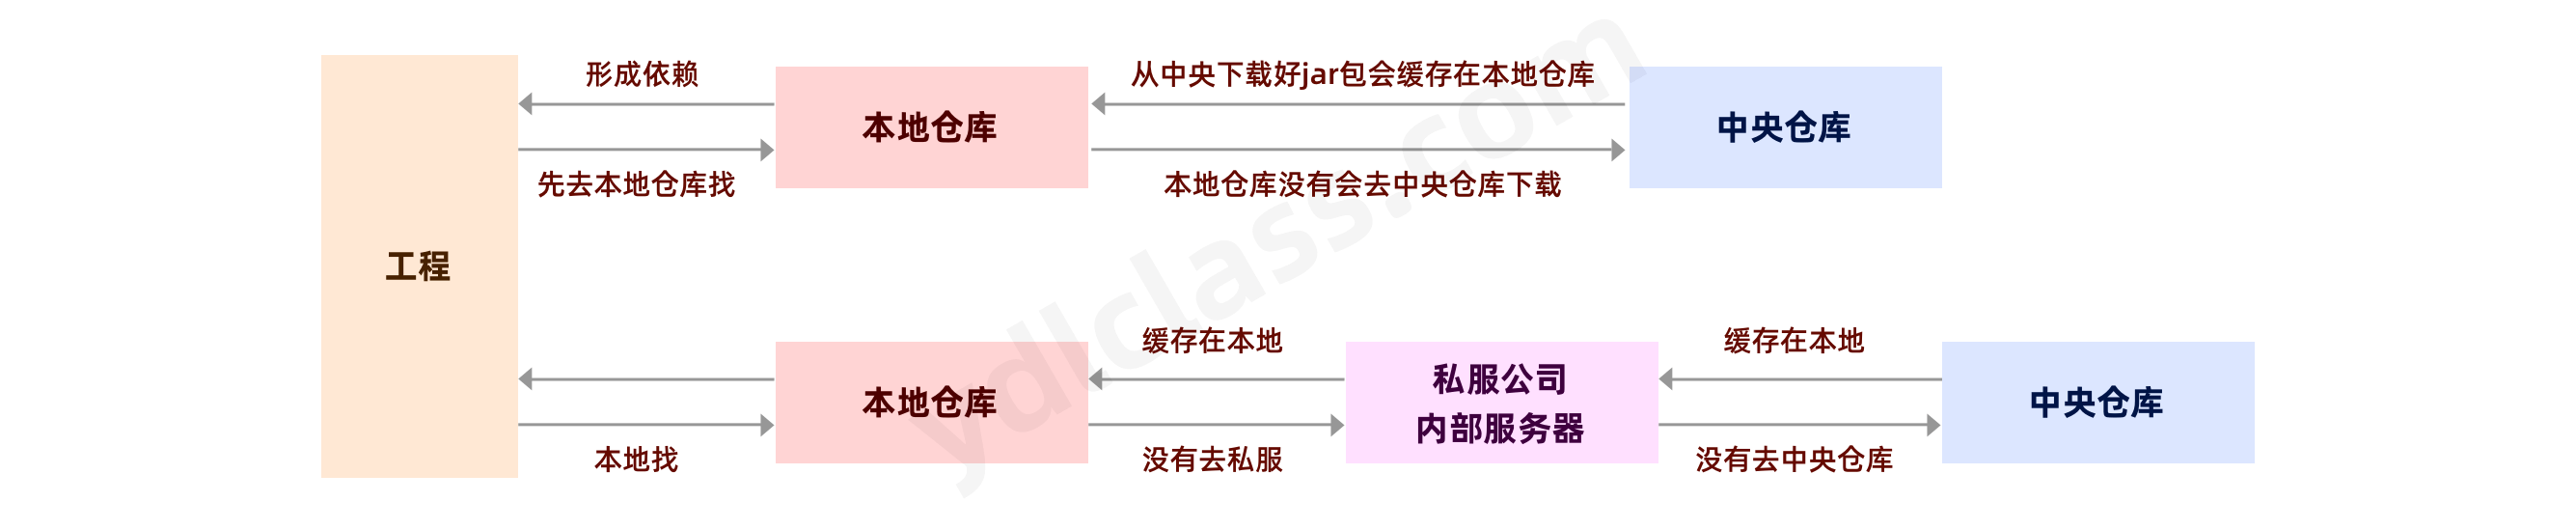 形成依赖
从中央下载好jar包会缓存在本地仓库
本地仓库
中央仓库
先去本地仓库找
本地仓库没有会去中央仓库下载
工程
缓存在本地
缓存在本地
本地仓库
私服公司
内部服务器
中央仓库
本地找
没有去私服
没有去中央仓库
ydlclass.com